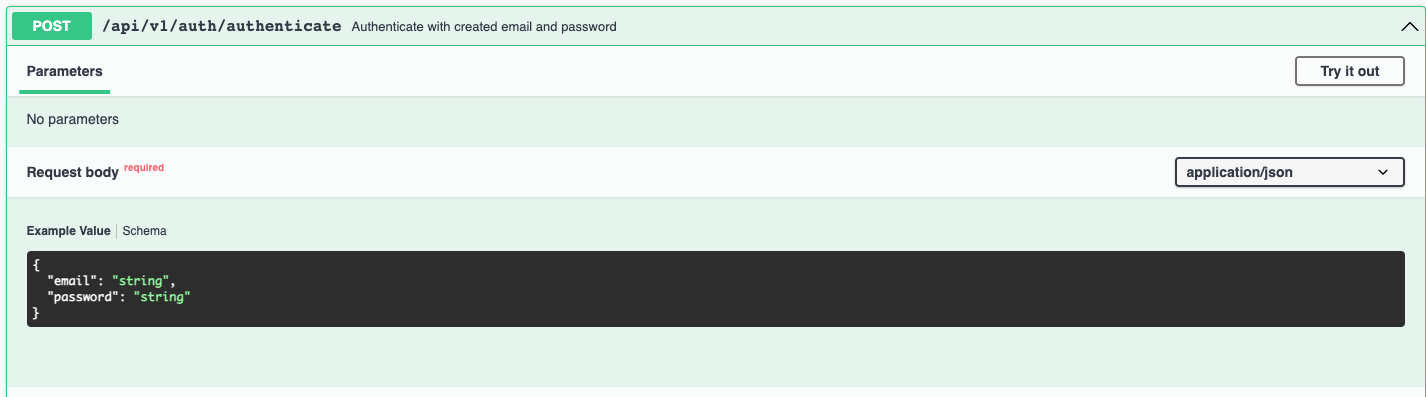 POST /api/v1/auth/authenticate Authenticate with created email and password
Parameters
Try it out
No parameters
Request body required
application/json
Example Value Schema
{
  "email": "string",
  "password": "string"
}